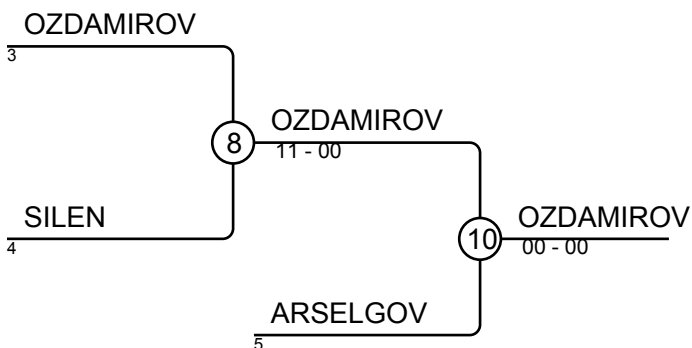 OZDAMIROV
3
8
OZDAMIROV
11 - 00
SILEN
4
10
OZDAMIROV
00 - 00
ARSELGOV
5